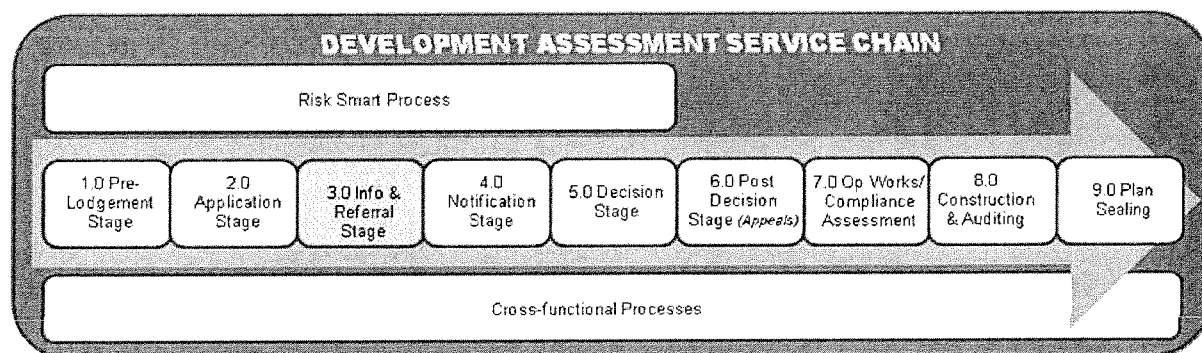 DEVELOPMENT ASSESSMENT SERVICE CHAIN
Risk Smart Process
1.0 Pre-
Lodgement
Stage
2.0
Application
Stage
3.0 Info &
Referral
Stage
4.0
Notification
Stage
5.0 Decision
Stage
6.0 Post
Decision
Stage (Appeals)
7.0 Op Works/
Compliance
Assessment
8.0
Construction
& Auditing
9.0 Plan
Sealing
Cross-functional Processes